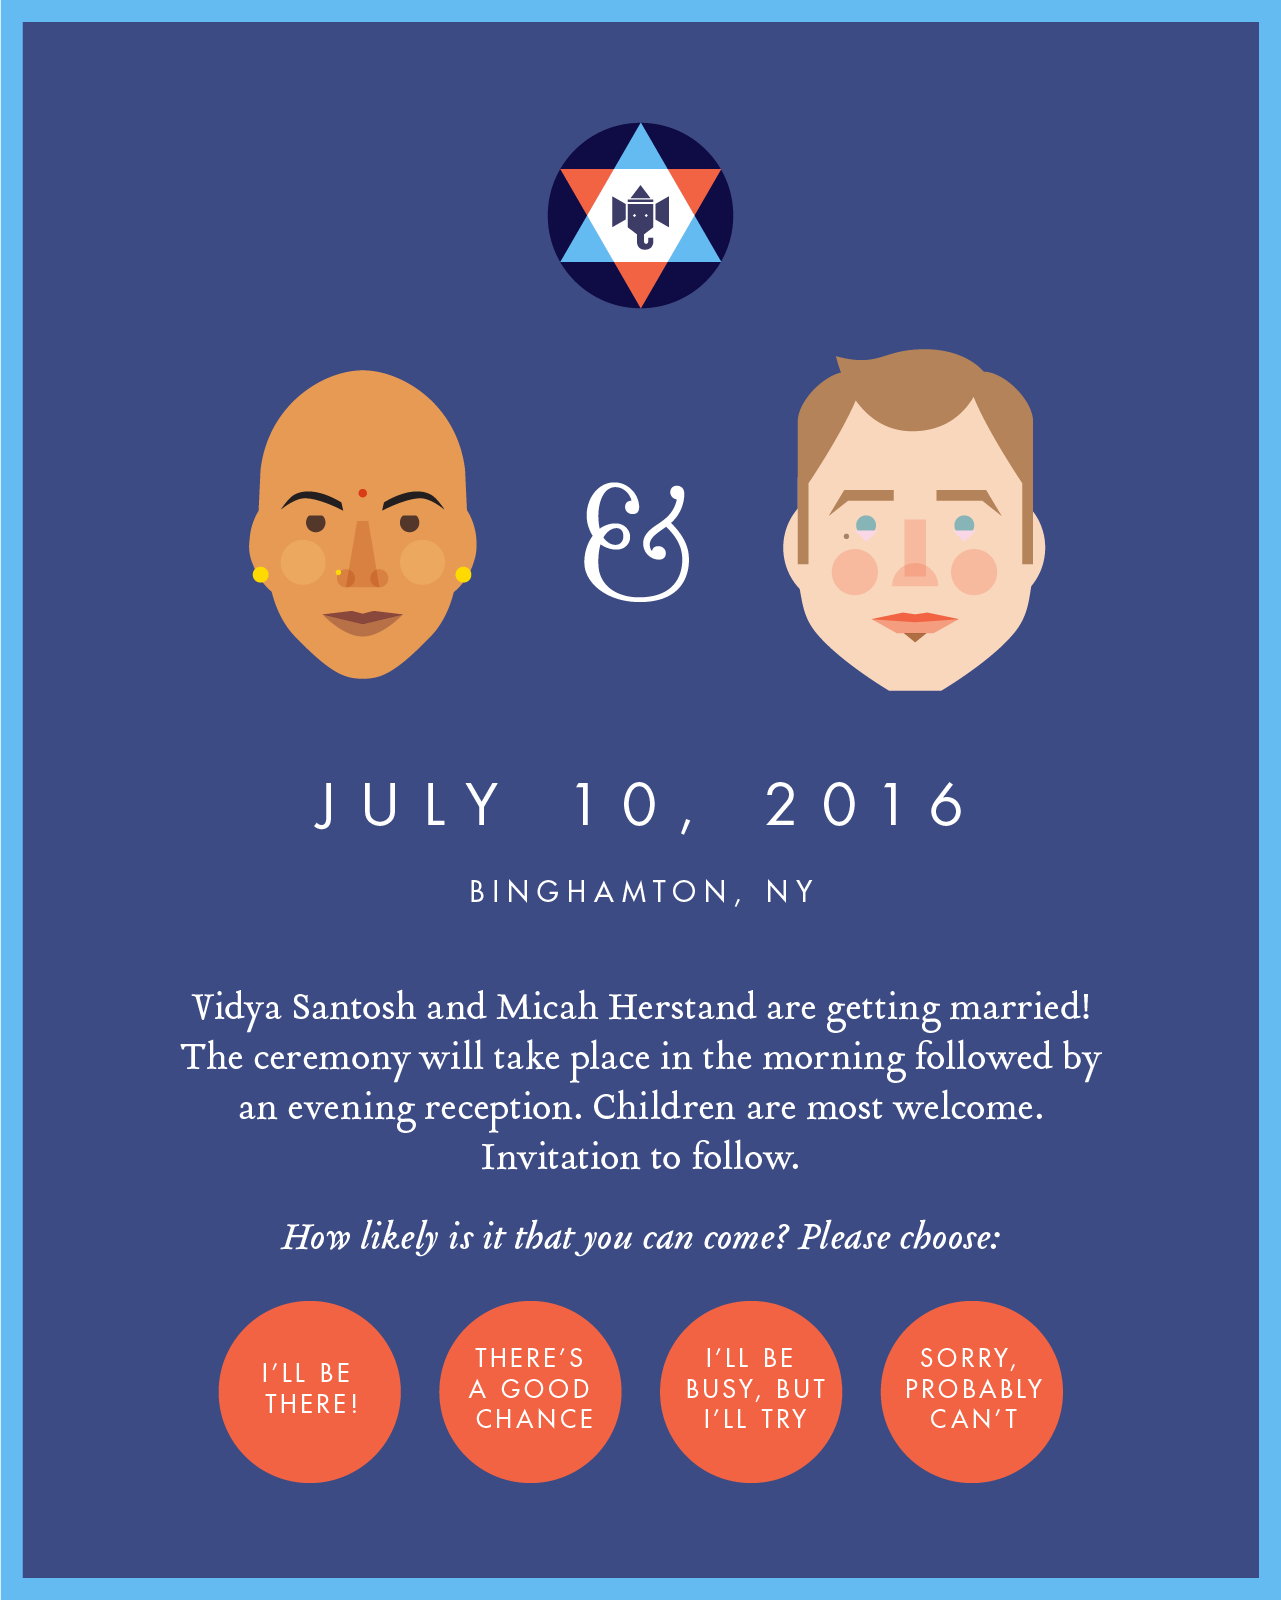 &
JULY 10, 2016
BINGHAMTON, NY
Vidya Santosh and Micah Herstand are getting married!
The ceremony will take place in the morning followed by
an evening reception. Children are most welcome.
Invitation to follow.
How likely is it that you can come? Please choose:
I’LL BE
THERE!
THERE’S
A GOOD
CHANCE
I’LL BE
BUSY, BUT
I’LL TRY
SORRY,
PROBABLY
CAN’T